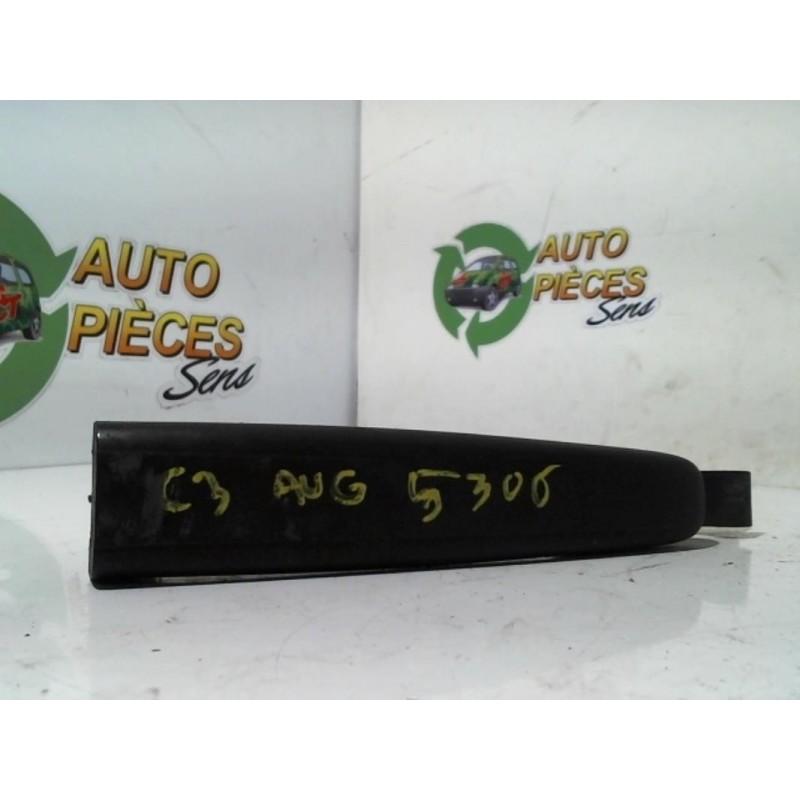 AUTO
PIÈCES
Sens
AUTO
PIÈCES
Sens
C3 AVG 5306